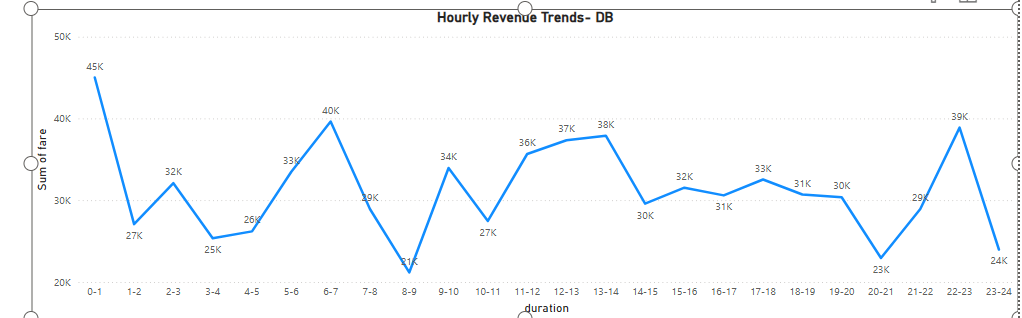 Hourly Revenue Trends- DB
50K
40K
30K
20K
Sum of fare
45K
27K
32K
25K
26K
33K
40K
29K
21K
34K
27K
36K
37K
38K
30K
32K
31K
33K
31K
30K
23K
29K
39K
24K
0-1 1-2 2-3 3-4 4-5 5-6 6-7 7-8 8-9 9-10 10-11 11-12 12-13 13-14 14-15 15-16 16-17 17-18 18-19 19-20 20-21 21-22 22-23 23-24
duration